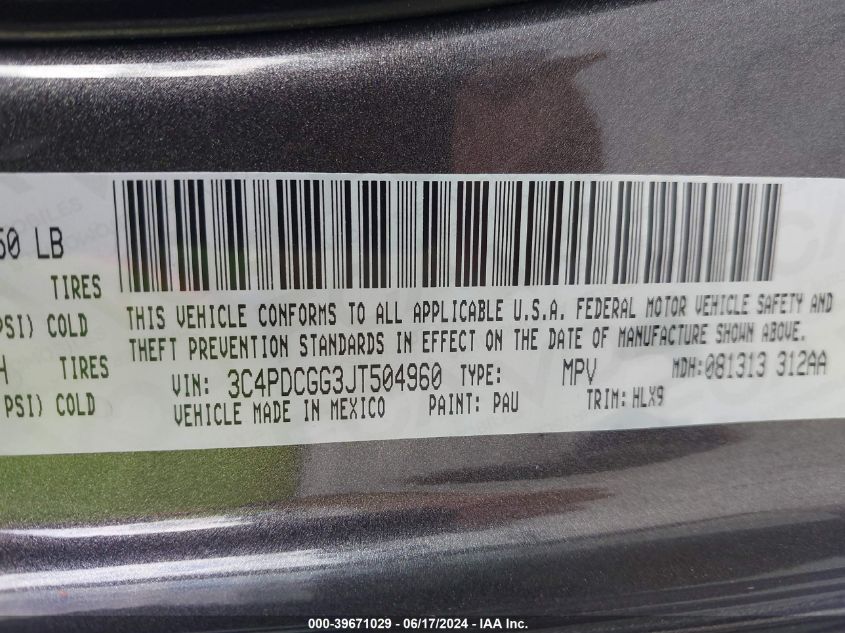 50 LB
TIRES
PSI) COLD
TIRES
PSI) COLD
THIS VEHICLE CONFORMS TO ALL APPLICABLE U.S.A. FEDERAL MOTOR VEHICLE SAFETY AND
THEFT PREVENTION STANDARDS IN EFFECT ON THE DATE OF MANUFACTURE SHOWN ABOVE.
VIN: 3C4PDCGG3JT504960 TYPE: MPV MDH:081313 312AA
VEHICLE MADE IN MEXICO PAINT: PAU TRIM: HLX9
000-39671029 - 06/17/2024 - IAA Inc.